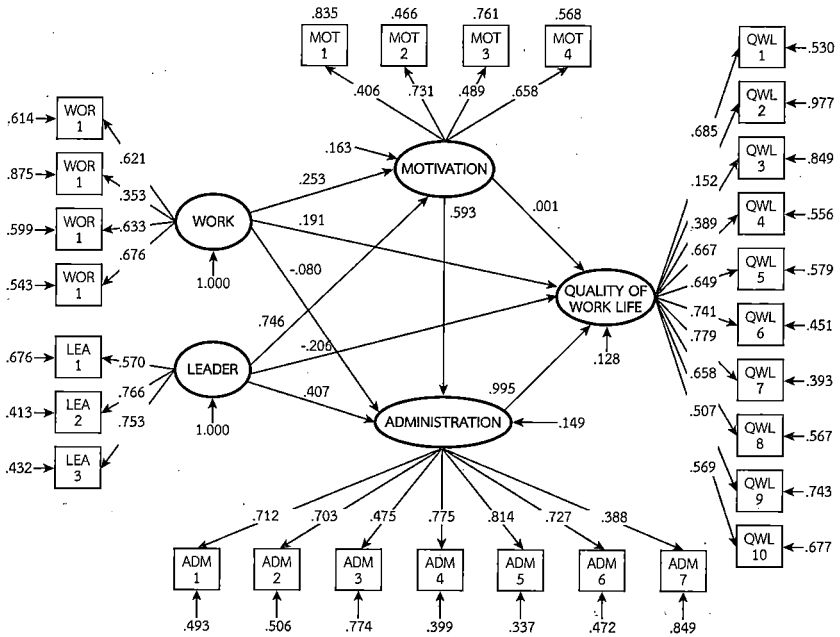 .835 .466 .761 .568
MOT 1
MOT 2
MOT 3
MOT 4
.406 .731 .489 .658
QWL 1
.530
QWL 2
.977
QWL 3
.849
QWL 4
.556
QWL 5
.579
QWL 6
.451
QWL 7
.393
QWL 8
.567
QWL 9
.743
QWL 10
.677
.685
.152
.389
.667
.649
.741
.779
.658
.507
.569
.614
WOR 1
.875
WOR 1
.599
WOR 1
.543
WOR 1
.621
.353
.633
.676
WORK
1.000
.163
MOTIVATION
.253
.191
-.080
.593
.001
QUALITY OF
WORK LIFE
.128
.676
LEA 1
.413
LEA 2
.432
LEA 3
.570
.766
.753
LEADER
1.000
.746
-.206
.407
.995
ADMINISTRATION
.149
.712 .703 .475 .775 .814 .727 .388
ADM 1
ADM 2
ADM 3
ADM 4
ADM 5
ADM 6
ADM 7
.493 .506 .774 .399 .337 .472 .849